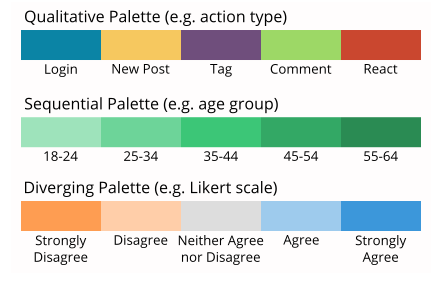 Qualitative Palette (e.g. action type)
Login New Post Tag Comment React
Sequential Palette (e.g. age group)
18-24 25-34 35-44 45-54 55-64
Diverging Palette (e.g. Likert scale)
Strongly Disagree Disagree Neither Agree nor Disagree Agree Strongly Agree